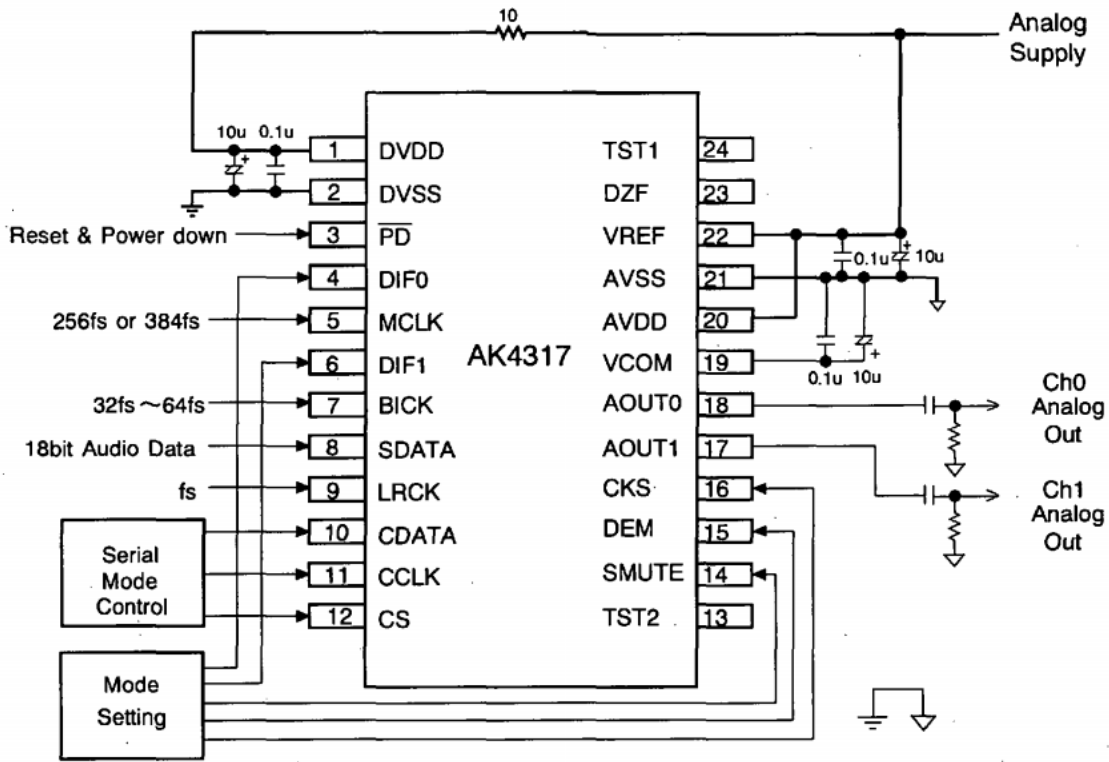 10
Analog
Supply
10u
0.1u
1
DVDD
2
DVSS
Reset & Power down
3
PD
4
DIF0
256fs or 384fs
5
MCLK
6
DIF1
32fs ～64fs
7
BICK
18bit Audio Data
8
SDATA
fs
9
LRCK
10
CDATA
11
CCLK
12
CS
Serial
Mode
Control
Mode
Setting
AK4317
TST1
24
DZF
23
VREF
22
0.1u
10u
AVSS
21
AVDD
20
VCOM
19
0.1u
10u
AOUT0
18
Ch0
Analog
Out
AOUT1
17
CKS
16
Ch1
Analog
Out
DEM
15
SMUTE
14
TST2
13